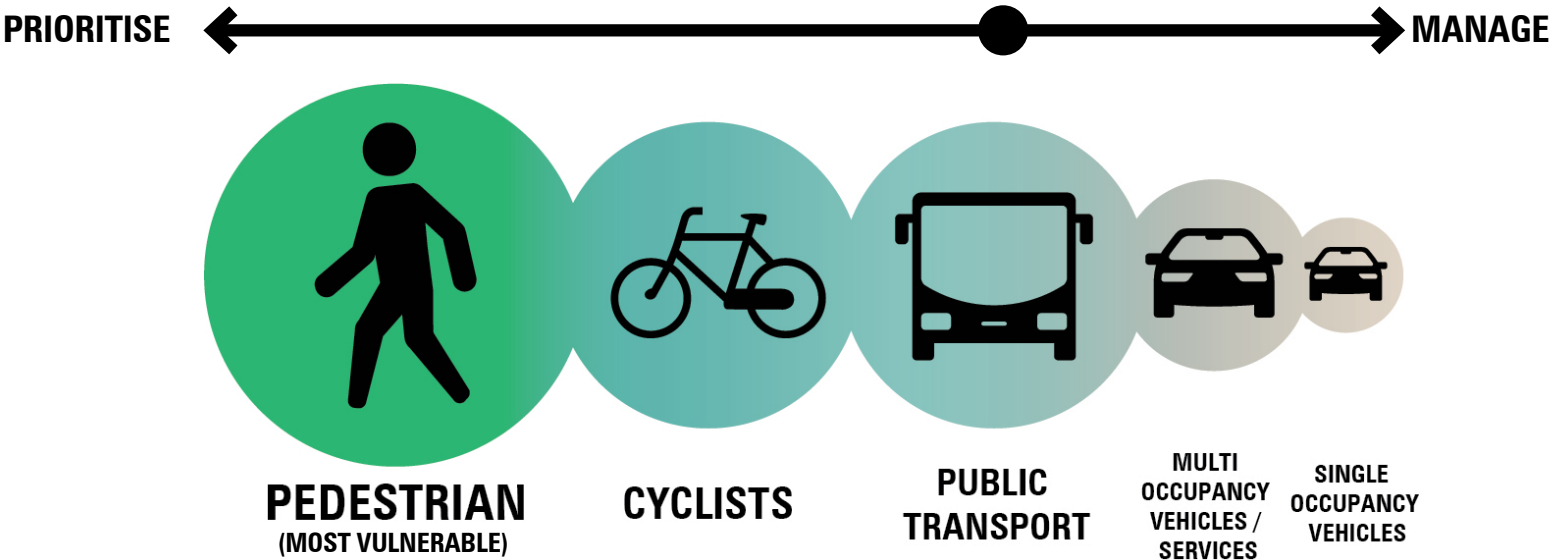 PRIORITISE
MANAGE
PEDESTRIAN
(MOST VULNERABLE)
CYCLISTS
PUBLIC
TRANSPORT
MULTI
OCCUPANCY
VEHICLES /
SERVICES
SINGLE
OCCUPANCY
VEHICLES